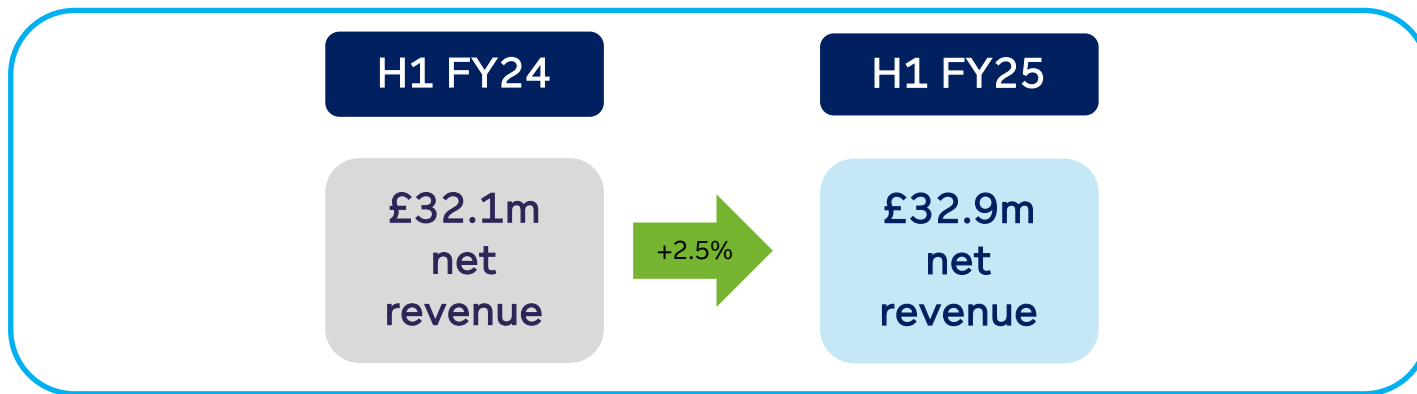 H1 FY24
H1 FY25
£32.1m
net
revenue
+2.5%
£32.9m
net
revenue